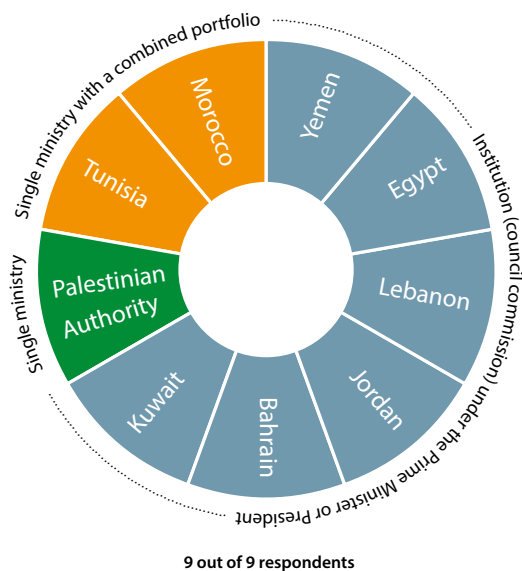 Single ministry with a combined portfolio
Morocco
Tunisia
Single ministry
Palestinian
Authority
Institution (council commission) under the Prime Minister or President
Yemen
Egypt
Lebanon
Jordan
Bahrain
Kuwait
9 out of 9 respondents